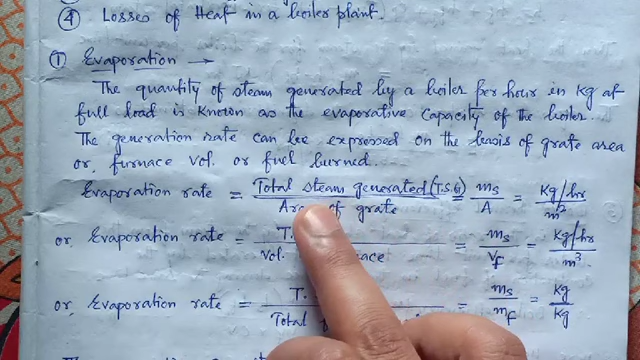 ④ Losses of Heat in a boiler plant.
① Evaporation →
The quantity of steam generated by a boiler per hour in kg at
full load is known as the evaporative capacity of the boiler.
The generation rate can be expressed on the basis of grate area
or, furnace vol. or fuel burned.
Evaporation rate = Total steam generated (T.S.G) / Area of grate = ms / A = kg/hr / m²
or, Evaporation rate = T. / Vol. = ms / Vf = kg/hr / m³
or, Evaporation rate = T. / Total = ms / mf = kg / kg